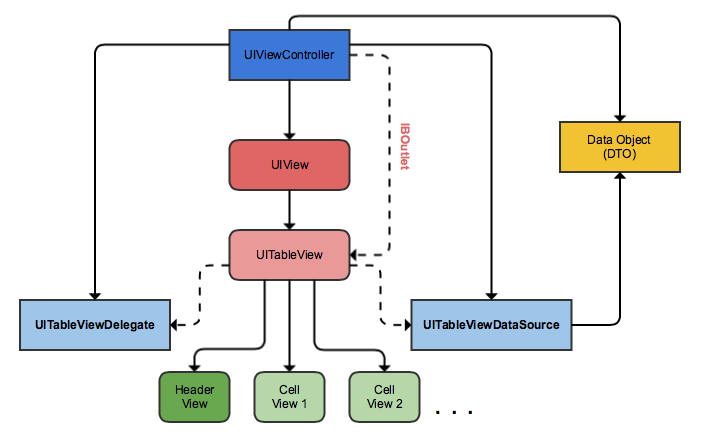 UIViewController
IBOutlet
Data Object
(DTO)
UIView
UITableView
UITableViewDelegate
UITableViewDataSource
Header
View
Cell
View 1
Cell
View 2
. . .